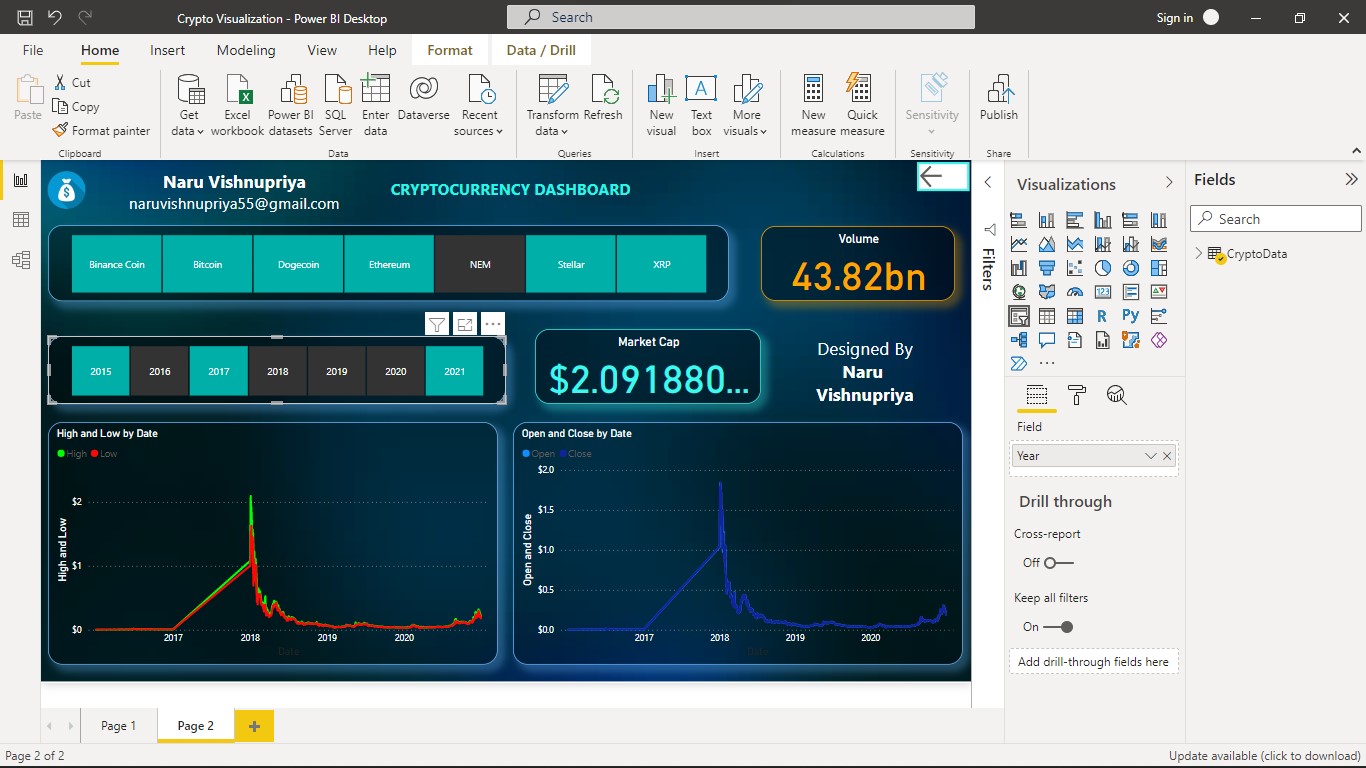 Crypto Visualization - Power BI Desktop
Search
Sign in
File Home Insert Modeling View Help Format Data / Drill
Paste
Cut
Copy
Format painter
Clipboard
Get data
Excel workbook
Power BI datasets
SQL Server
Enter data
Dataverse
Recent sources
Data
Transform data
Refresh
Queries
New visual
Text box
More visuals
Insert
New measure
Quick measure
Calculations
Sensitivity
Sensitivity
Publish
Share
Naru Vishnupriya
naruvishnupriya55@gmail.com
CRYPTOCURRENCY DASHBOARD
Binance Coin Bitcoin Dogecoin Ethereum NEM Stellar XRP
Volume
43.82bn
2015 2016 2017 2018 2019 2020 2021
Market Cap
$2.091880...
Designed By
Naru
Vishnupriya
High and Low by Date
High Low
High and Low
$2
$1
$0
2017 2018 2019 2020
Date
Open and Close by Date
Open Close
Open and Close
$2.0
$1.5
$1.0
$0.5
$0.0
2017 2018 2019 2020
Date
Filters
Visualizations
R
Py
123
Field
Year
Drill through
Cross-report
Off
Keep all filters
On
Add drill-through fields here
Fields
Search
CryptoData
Page 1
Page 2
Page 2 of 2
Update available (click to download)